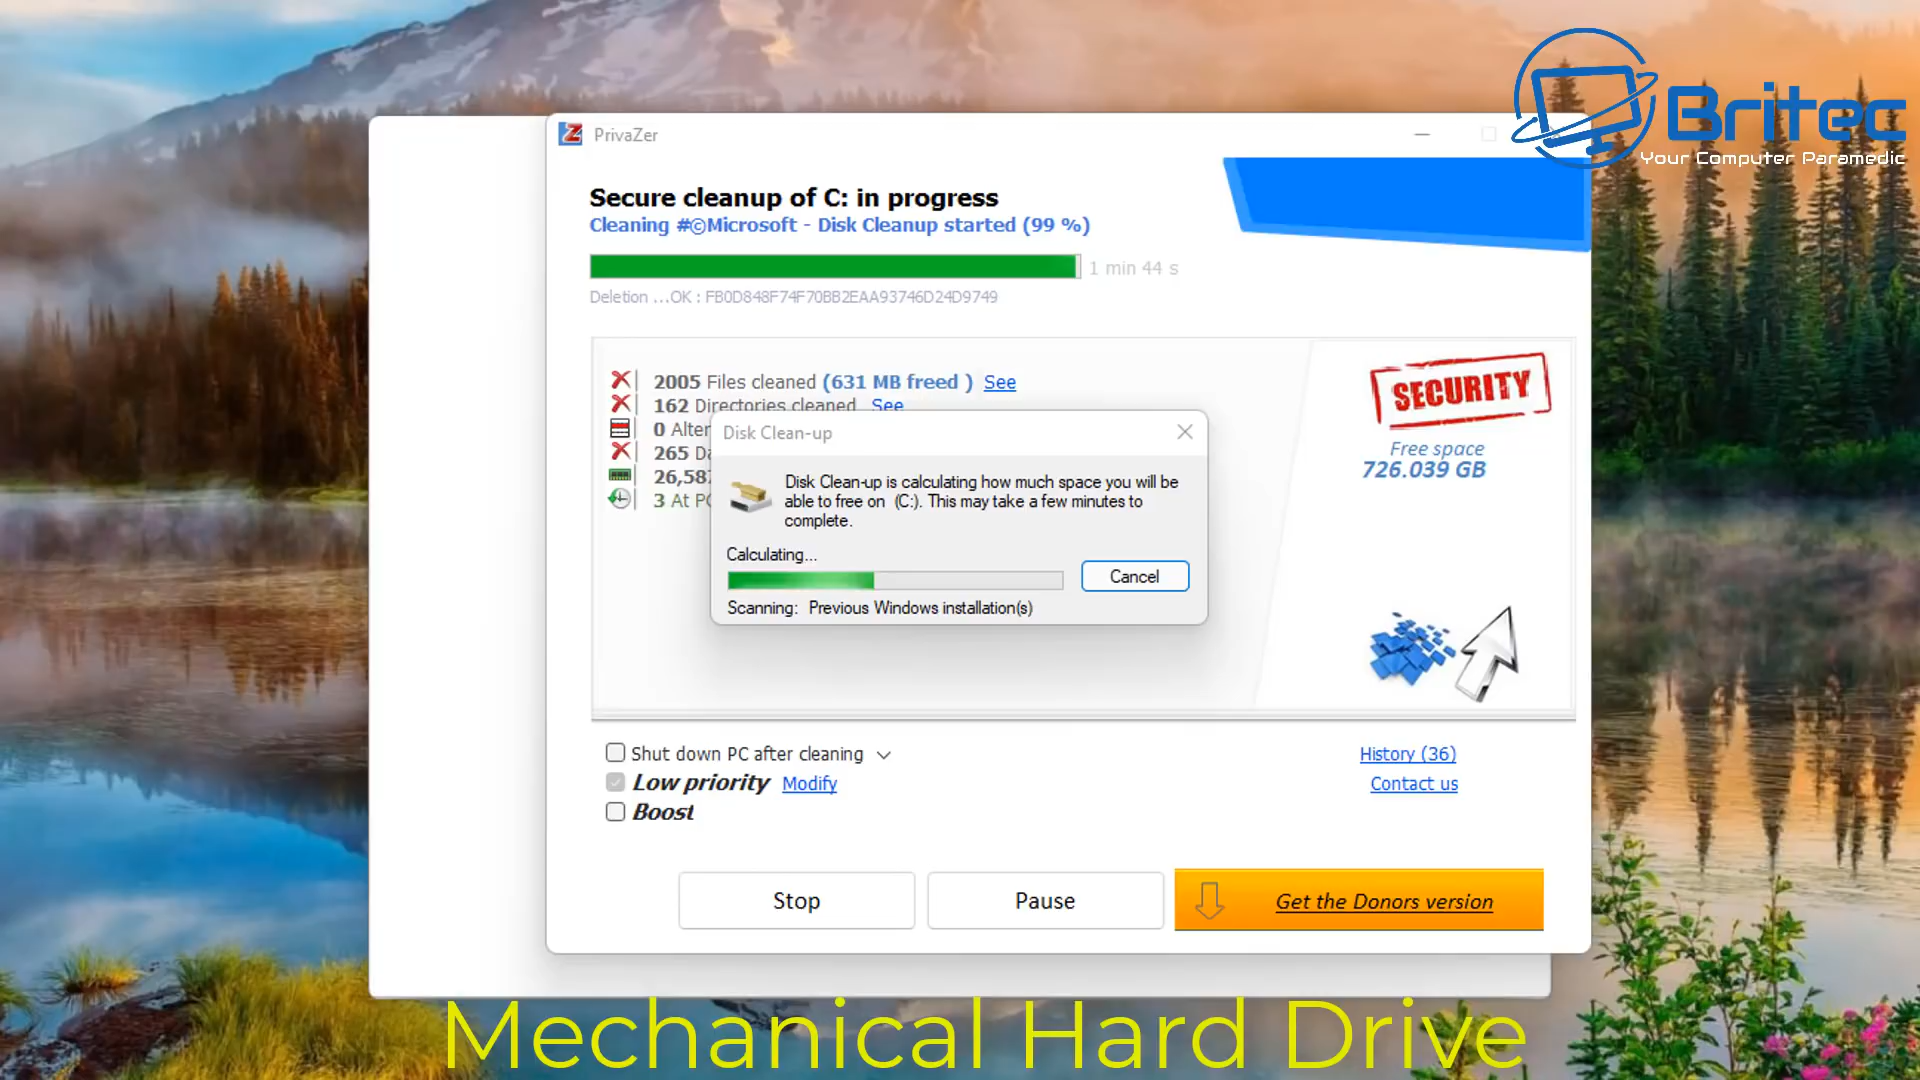 Britec
Your Computer Paramedic
PrivaZer
Secure cleanup of C: in progress
Cleaning #©Microsoft - Disk Cleanup started (99 %)
1 min 44 s
Deletion ...OK : FB0D848F74F70BB2EAA93746D24D9749
2005 Files cleaned (631 MB freed ) See
162 Directories cleaned See
0 Alter
265 Da
26,587
3 At PC
SECURITY
Free space
726.039 GB
Disk Clean-up
Disk Clean-up is calculating how much space you will be
able to free on (C:). This may take a few minutes to
complete.
Calculating...
Cancel
Scanning: Previous Windows installation(s)
Shut down PC after cleaning
Low priority Modify
Boost
History (36)
Contact us
Stop
Pause
Get the Donors version
Mechanical Hard Drive